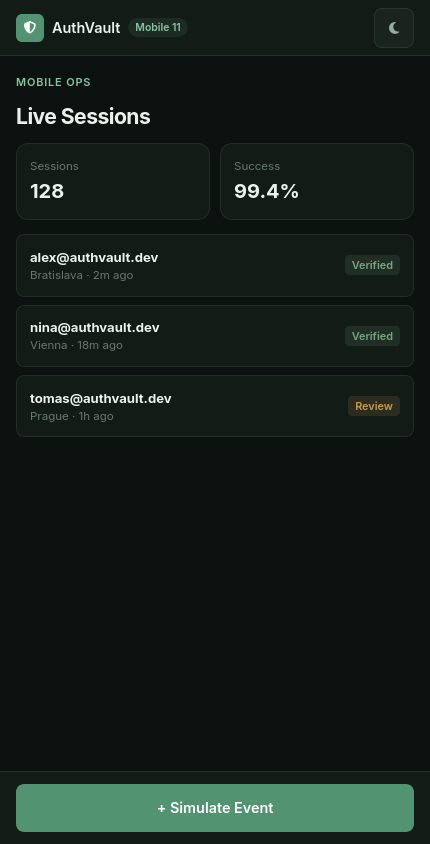 AuthVault Mobile 11
MOBILE OPS
Live Sessions
Sessions
128
Success
99.4%
alex@authvault.dev
Bratislava · 2m ago
Verified
nina@authvault.dev
Vienna · 18m ago
Verified
tomas@authvault.dev
Prague · 1h ago
Review
+ Simulate Event